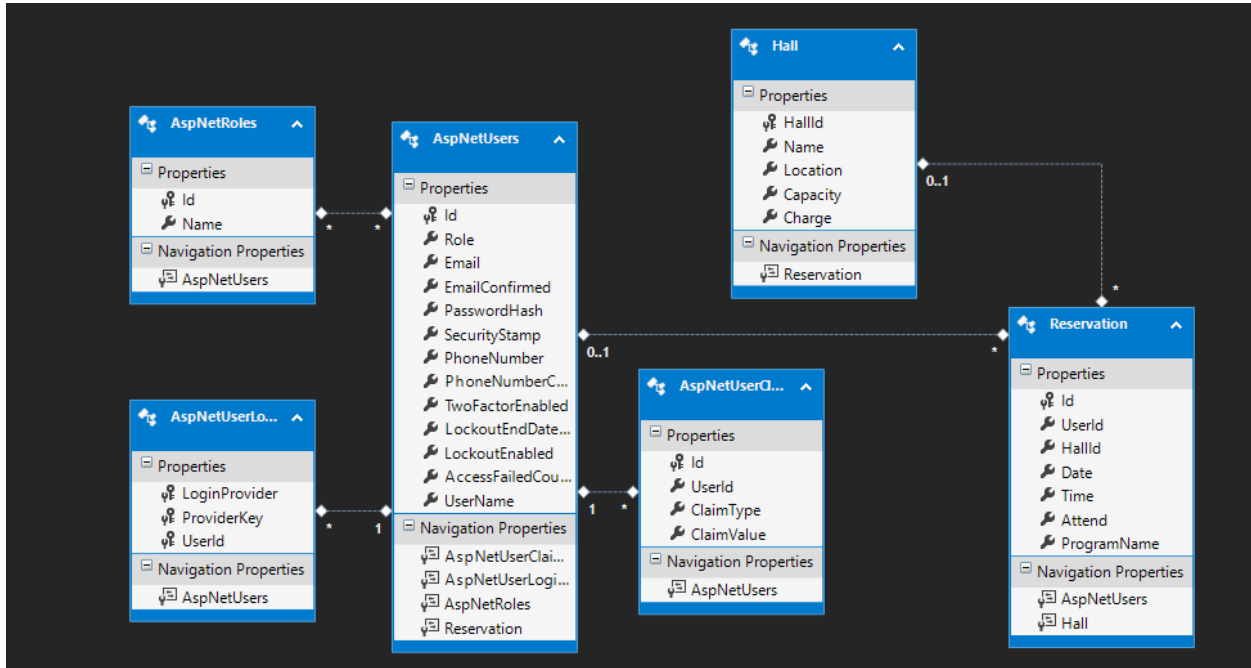 AspNetRoles
Properties
Id
Name
Navigation Properties
AspNetUsers
AspNetUserLo...
Properties
LoginProvider
ProviderKey
UserId
Navigation Properties
AspNetUsers
*
*
*
1
AspNetUsers
Properties
Id
Role
Email
EmailConfirmed
PasswordHash
SecurityStamp
PhoneNumber
PhoneNumberC...
TwoFactorEnabled
LockoutEndDate...
LockoutEnabled
AccessFailedCou...
UserName
Navigation Properties
AspNetUserClai...
AspNetUserLogi...
AspNetRoles
Reservation
0..1
*
1
*
AspNetUserCl...
Properties
Id
UserId
ClaimType
ClaimValue
Navigation Properties
AspNetUsers
Hall
Properties
HallId
Name
Location
Capacity
Charge
Navigation Properties
Reservation
0..1
*
Reservation
Properties
Id
UserId
HallId
Date
Time
Attend
ProgramName
Navigation Properties
AspNetUsers
Hall